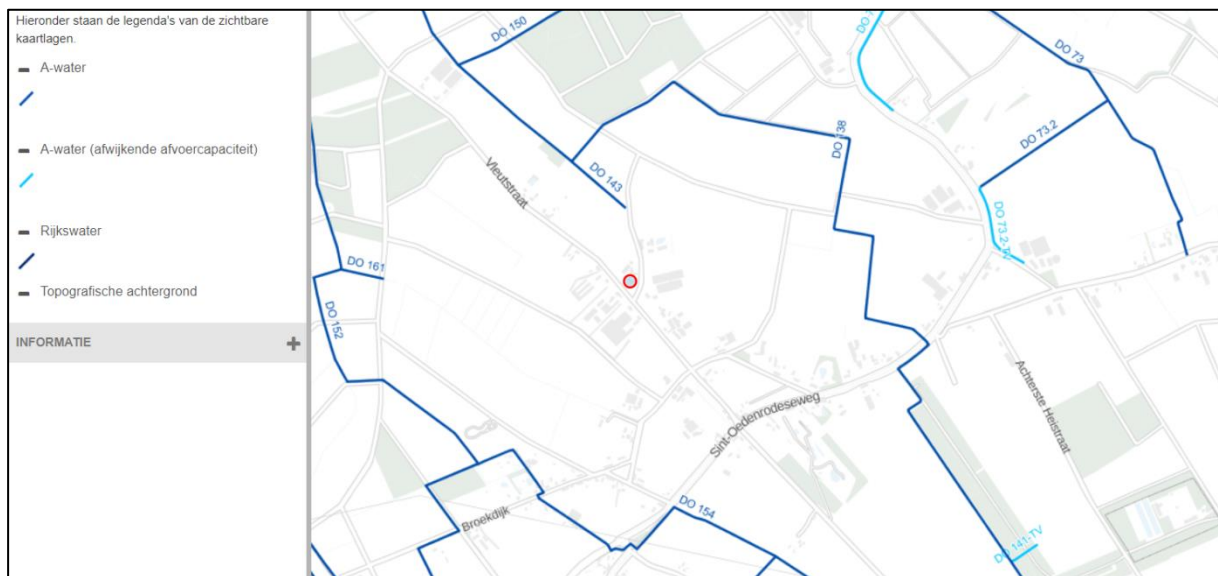 Hieronder staan de legenda's van de zichtbare
kaartlagen.
A-water
A-water (afwijkende afvoercapaciteit)
Rijkswater
Topografische achtergrond
INFORMATIE
DO 150
DO 73
DO 138
DO 73.2
Vleutstraat
DO 143
DO 73.2-TV
DO 161
DO 152
Achterste Heistraat
Sint-Oedenrodeseweg
DO 154
Broekdijk
DO 141-TV